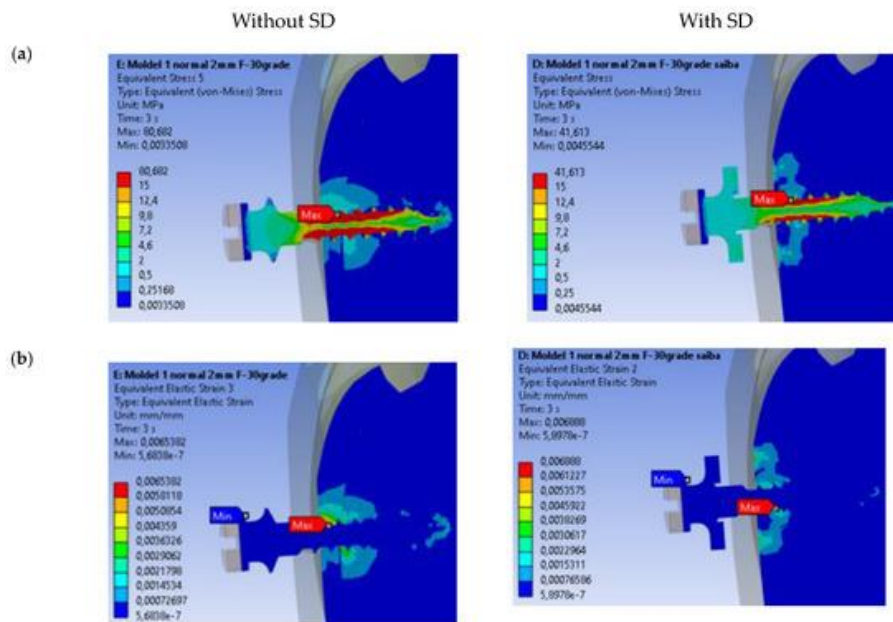 Without SD
With SD
(a)
E: Moldel 1 normal 2mm F-30grade
Equivalent Stress 5
Type: Equivalent (von-Mises) Stress
Unit: MPa
Time: 3 s
Max: 80,682
Min: 0,0033508
80,682
15
12,4
9,8
7,2
4,6
2
0,5
0,25168
0,0033508
Max
D: Moldel 1 normal 2mm F-30grade saiba
Equivalent Stress
Type: Equivalent (von-Mises) Stress
Unit: MPa
Time: 3 s
Max: 41,613
Min: 0,0045544
41,613
15
12,4
9,8
7,2
4,6
2
0,5
0,25
0,0045544
Max
(b)
E: Moldel 1 normal 2mm F-30grade
Equivalent Elastic Strain 3
Type: Equivalent Elastic Strain
Unit: mm/mm
Time: 3 s
Max: 0,0065382
Min: 5,6838e-7
0,0065382
0,0058118
0,0050854
0,004359
0,0036326
0,0029062
0,0021798
0,0014534
0,00072697
5,6838e-7
Min
Max
D: Moldel 1 normal 2mm F-30grade saiba
Equivalent Elastic Strain 2
Type: Equivalent Elastic Strain
Unit: mm/mm
Time: 3 s
Max: 0,006888
Min: 5,8978e-7
0,006888
0,0061227
0,0053575
0,0045922
0,0038269
0,0030617
0,0022964
0,0015311
0,00076586
5,8978e-7
Min
Max